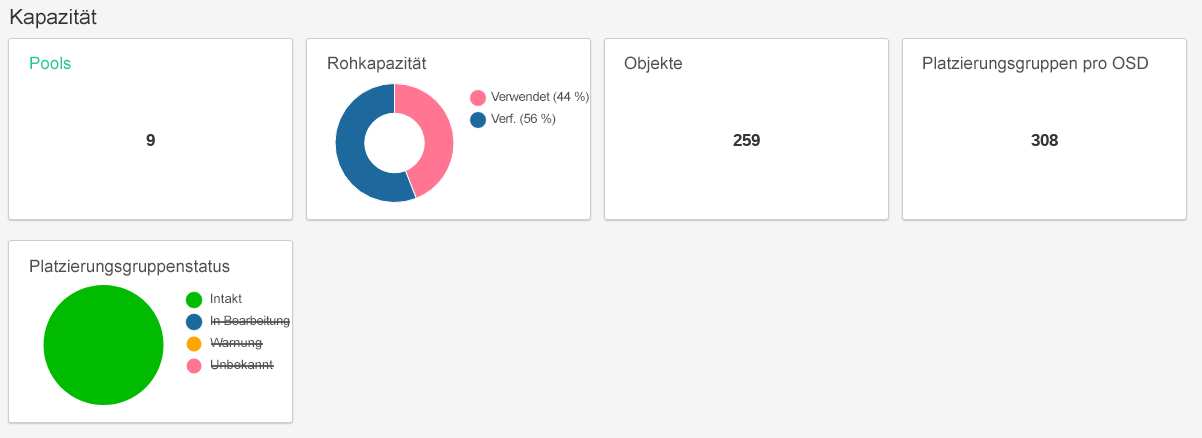 Kapazität
Pools
9
Rohkapazität
Verwendet (44 %)
Verf. (56 %)
Objekte
259
Platzierungsgruppen pro OSD
308
Platzierungsgruppenstatus
Intakt
In Bearbeitung
Warnung
Unbekannt